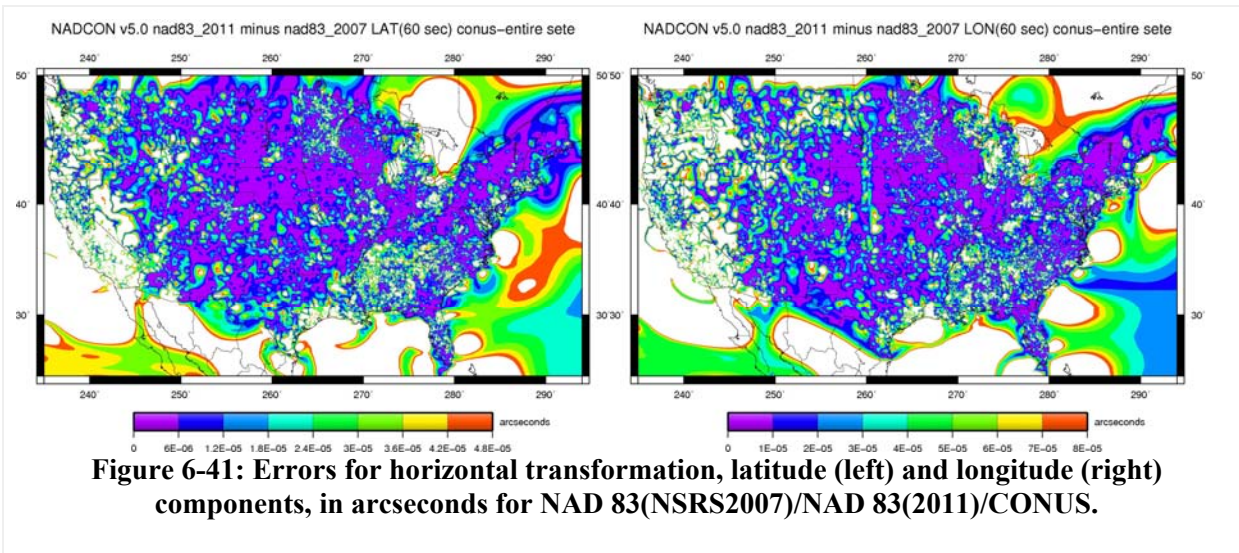 NADCON v5.0 nad83_2011 minus nad83_2007 LAT(60 sec) conus−entire sete
240˚ 250˚ 260˚ 270˚ 280˚ 290˚
50˚
40˚
30˚
240˚ 250˚ 260˚ 270˚ 280˚ 290˚
arcseconds
0 6E−06 1.2E−05 1.8E−05 2.4E−05 3E−05 3.6E−05 4.2E−05 4.8E−05
NADCON v5.0 nad83_2011 minus nad83_2007 LON(60 sec) conus−entire sete
240˚ 250˚ 260˚ 270˚ 280˚ 290˚
50˚ 50˚
40˚ 40˚
30˚ 30˚
240˚ 250˚ 260˚ 270˚ 280˚ 290˚
arcseconds
0 1E−05 2E−05 3E−05 4E−05 5E−05 6E−05 7E−05 8E−05
Figure 6-41: Errors for horizontal transformation, latitude (left) and longitude (right)
components, in arcseconds for NAD 83(NSRS2007)/NAD 83(2011)/CONUS.